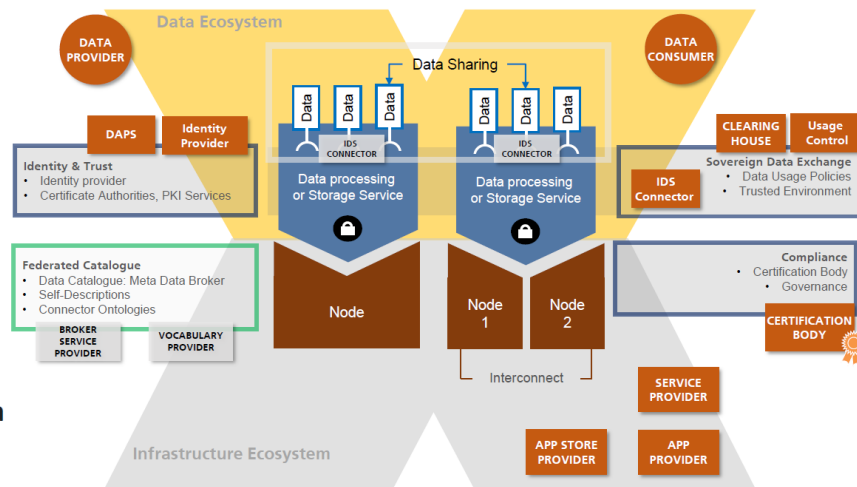 Data Ecosystem
DATA
PROVIDER
DATA
CONSUMER
Data Sharing
Data
Data
Data
Data
Data
Data
IDS
CONNECTOR
IDS
CONNECTOR
Data processing
or Storage Service
Data processing
or Storage Service
DAPS
Identity
Provider
Identity & Trust
• Identity provider
• Certificate Authorities, PKI Services
CLEARING
HOUSE
Usage
Control
Sovereign Data Exchange
• Data Usage Policies
• Trusted Environment
IDS
Connector
Federated Catalogue
• Data Catalogue: Meta Data Broker
• Self-Descriptions
• Connector Ontologies
BROKER
SERVICE
PROVIDER
VOCABULARY
PROVIDER
Node
Node
1
Node
2
Interconnect
Compliance
• Certification Body
• Governance
CERTIFICATION
BODY
SERVICE
PROVIDER
APP STORE
PROVIDER
APP
PROVIDER
Infrastructure Ecosystem